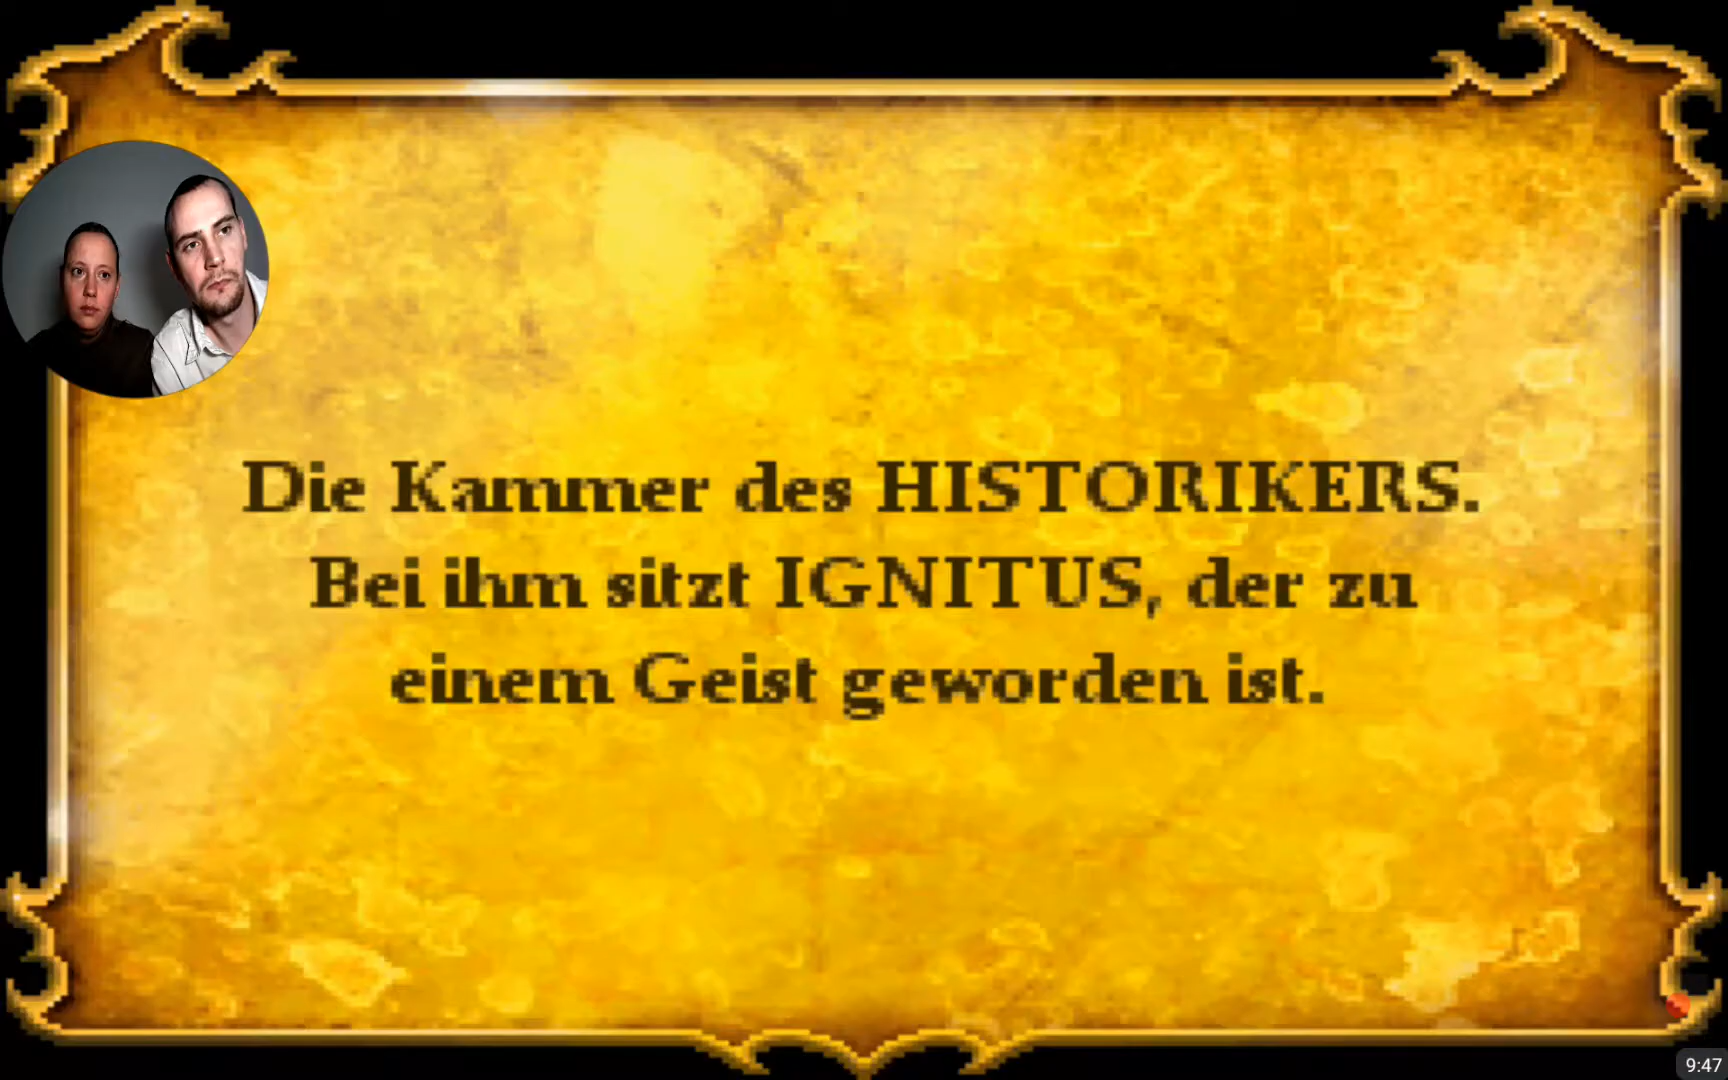 Die Kammer des HISTORIKERS.
Bei ihm sitzt IGNITUS, der zu
einem Geist geworden ist.
9:47